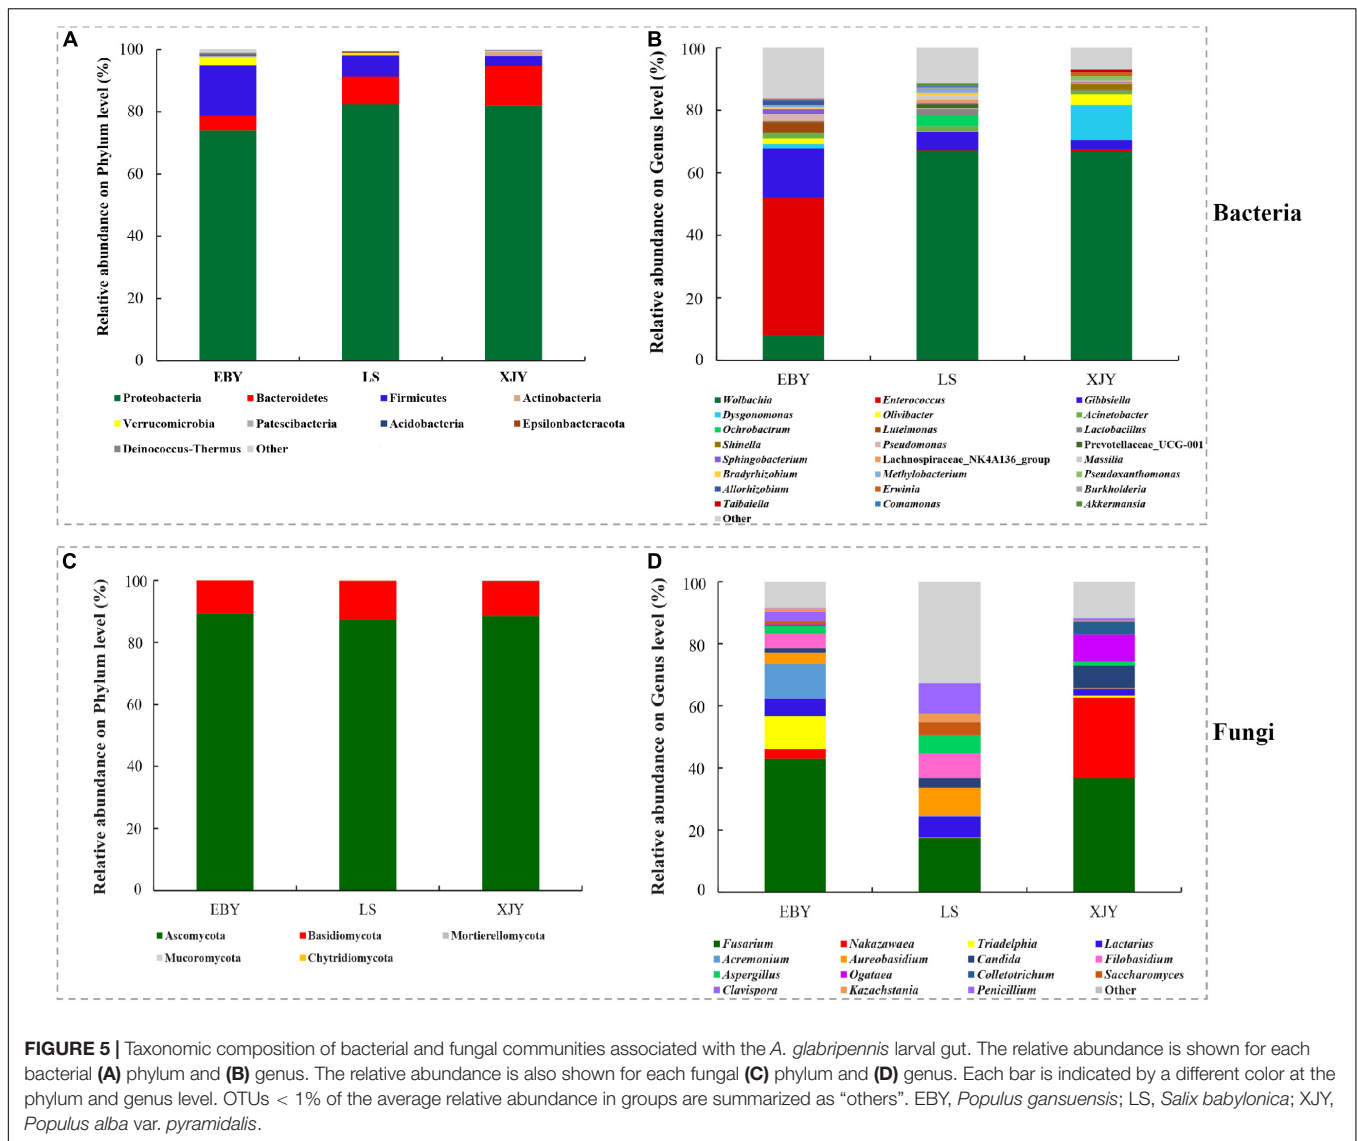 A
Relative abundance on Phylum level (%)
100
80
60
40
20
0
EBY LS XJY
Proteobacteria Bacteroidetes Firmicutes Actinobacteria
Verrucomicrobia Patescibacteria Acidobacteria Epsilonbacteracota
Deinococcus-Thermus Other
B
Relative abundance on Genus level (%)
100
80
60
40
20
0
EBY LS XJY
Wolbachia Enterococcus Gibbsiella
Dysgonomonas Olivibacter Acinetobacter
Ochrobactrum Luteimonas Lactobacillus
Shinella Pseudomonas Prevotellaceae_UCG-001
Sphingobacterium Lachnospiraceae_NK4A136_group Massilia
Bradyrhizobium Methylobacterium Pseudoxanthomonas
Allorhizobium Erwinia Burkholderia
Taibaiella Comamonas Akkermansia
Other
Bacteria
C
Relative abundance on Phylum level (%)
100
80
60
40
20
0
EBY LS XJY
Ascomycota Basidiomycota Mortierellomycota
Mucoromycota Chytridiomycota
D
Relative abundance on Genus level (%)
100
80
60
40
20
0
EBY LS XJY
Fusarium Nakazawaea Triadelphia Lactarius
Acremonium Aureobasidium Candida Filobasidium
Aspergillus Ogataea Colletotrichum Saccharomyces
Clavispora Kazachstania Penicillium Other
Fungi
FIGURE 5 | Taxonomic composition of bacterial and fungal communities associated with the A. glabripennis larval gut. The relative abundance is shown for each
bacterial (A) phylum and (B) genus. The relative abundance is also shown for each fungal (C) phylum and (D) genus. Each bar is indicated by a different color at the
phylum and genus level. OTUs < 1% of the average relative abundance in groups are summarized as “others”. EBY, Populus gansuensis; LS, Salix babylonica; XJY,
Populus alba var. pyramidalis.